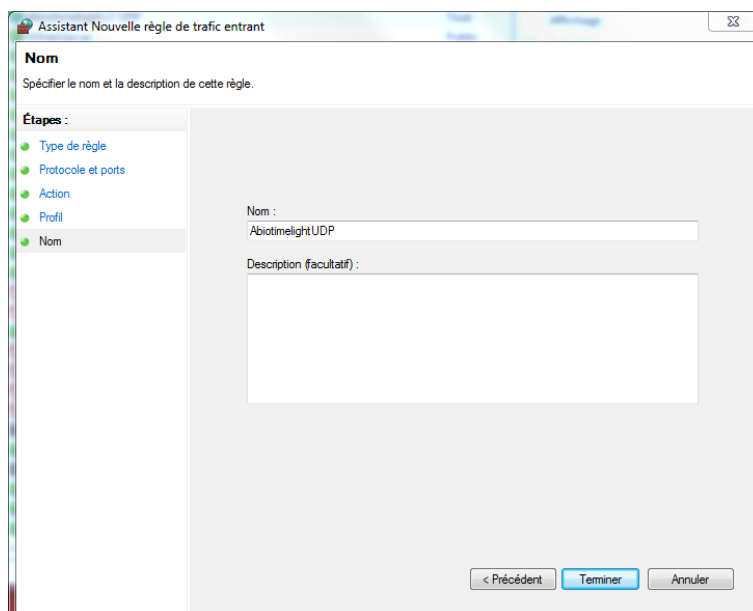 Assistant Nouvelle règle de trafic entrant
Nom
Spécifier le nom et la description de cette règle.
Étapes :
Type de règle
Protocole et ports
Action
Profil
Nom
Nom :
AbiotimelightUDP
Description (facultatif) :
< Précédent
Terminer
Annuler